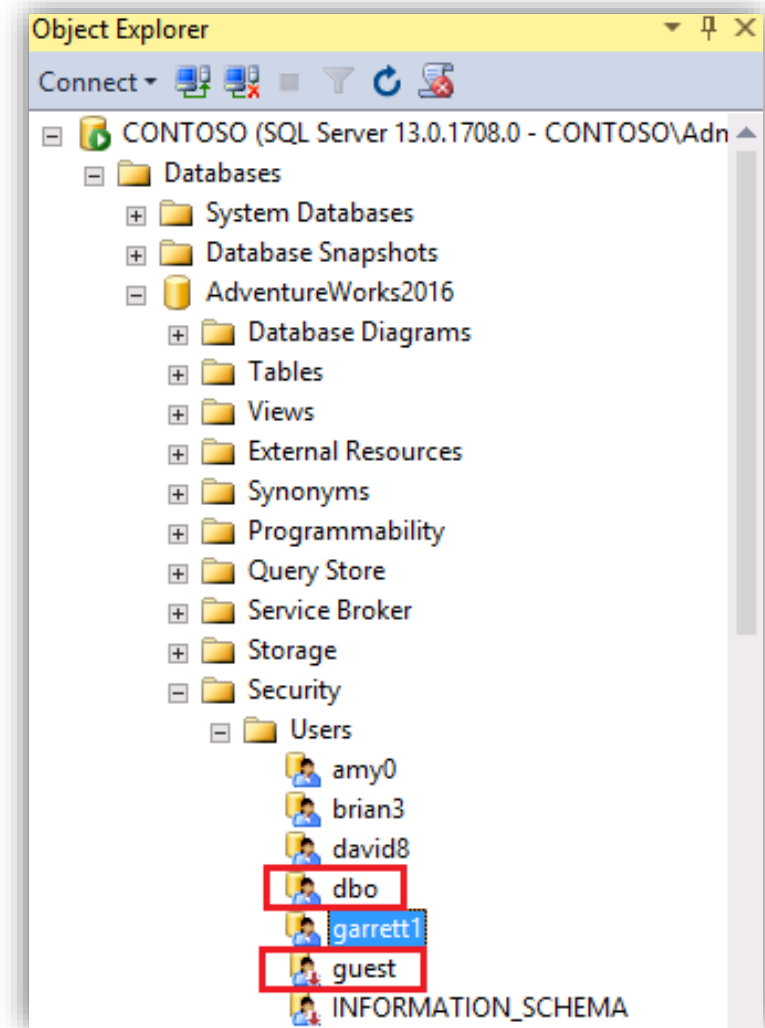 Object Explorer
Connect
CONTOSO (SQL Server 13.0.1708.0 - CONTOSO\Adn
Databases
System Databases
Database Snapshots
AdventureWorks2016
Database Diagrams
Tables
Views
External Resources
Synonyms
Programmability
Query Store
Service Broker
Storage
Security
Users
amy0
brian3
david8
dbo
garrett1
guest
INFORMATION_SCHEMA